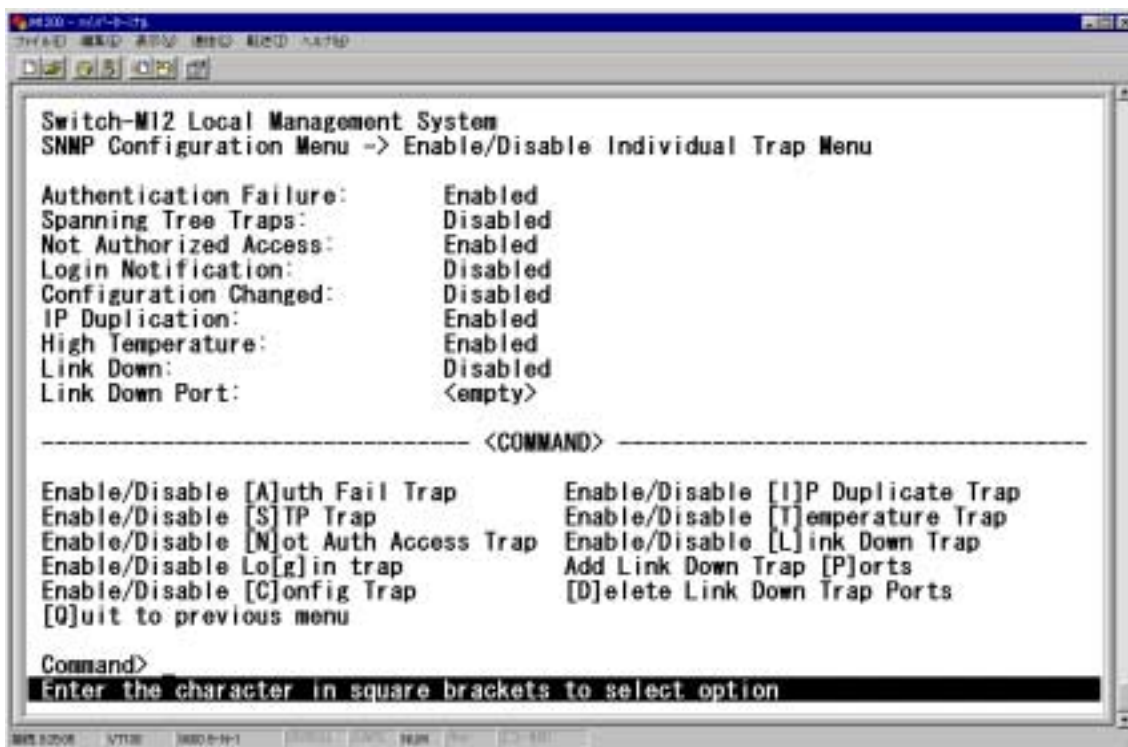 Switch-M12 Local Management System
SNMP Configuration Menu -> Enable/Disable Individual Trap Menu
Authentication Failure: Enabled
Spanning Tree Traps: Disabled
Not Authorized Access: Enabled
Login Notification: Disabled
Configuration Changed: Disabled
IP Duplication: Enabled
High Temperature: Enabled
Link Down: Disabled
Link Down Port: <empty>
-------------------------------- <COMMAND> -----------------------------------
Enable/Disable [A]uth Fail Trap Enable/Disable [I]P Duplicate Trap
Enable/Disable [S]TP Trap Enable/Disable [T]emperature Trap
Enable/Disable [N]ot Auth Access Trap Enable/Disable [L]ink Down Trap
Enable/Disable Lo[g]in trap Add Link Down Trap [P]orts
Enable/Disable [C]onfig Trap [D]elete Link Down Trap Ports
[Q]uit to previous menu
Command> _
Enter the character in square brackets to select option
VT100 NUM